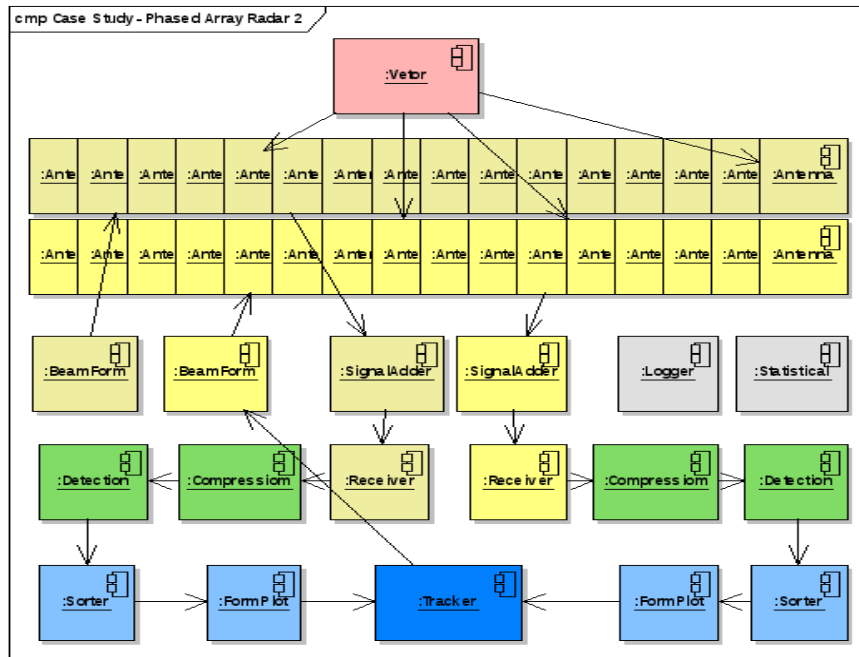 cmp Case Study - Phased Array Radar 2
:Vetor
:Ante :Ante :Ante :Ante :Ante :Ante :Anten :Ante :Ante :Ante :Ante :Ante :Ante :Ante :Ante :Antenna
:Ante :Ante :Ante :Ante :Ante :Ante :Anten :Ante :Ante :Ante :Ante :Ante :Ante :Ante :Ante :Antenna
:BeamForm :BeamForm :SignalAdder :SignalAdder :Logger :Statistical
:Detection :Compressiom :Receiver :Receiver :Compressiom :Detection
:Sorter :FormPlot :Tracker :FormPlot :Sorter